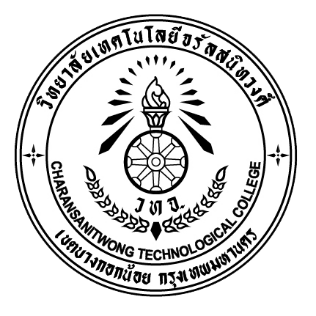 วิทยาลัยเทคโนโลยีจรัลสนิทวงศ์
ว.ท.จ.
CHARANSANITWONG TECHNOLOGICAL COLLEGE
เขตบางกอกน้อย กรุงเทพมหานคร